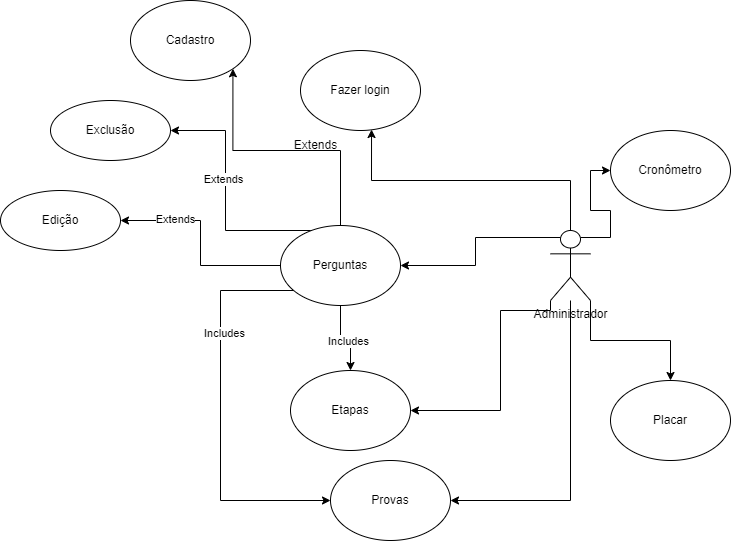 Cadastro
Fazer login
Exclusão
Extends
Cronômetro
Extends
Edição
Extends
Perguntas
Administrador
Includes
Includes
Etapas
Placar
Provas